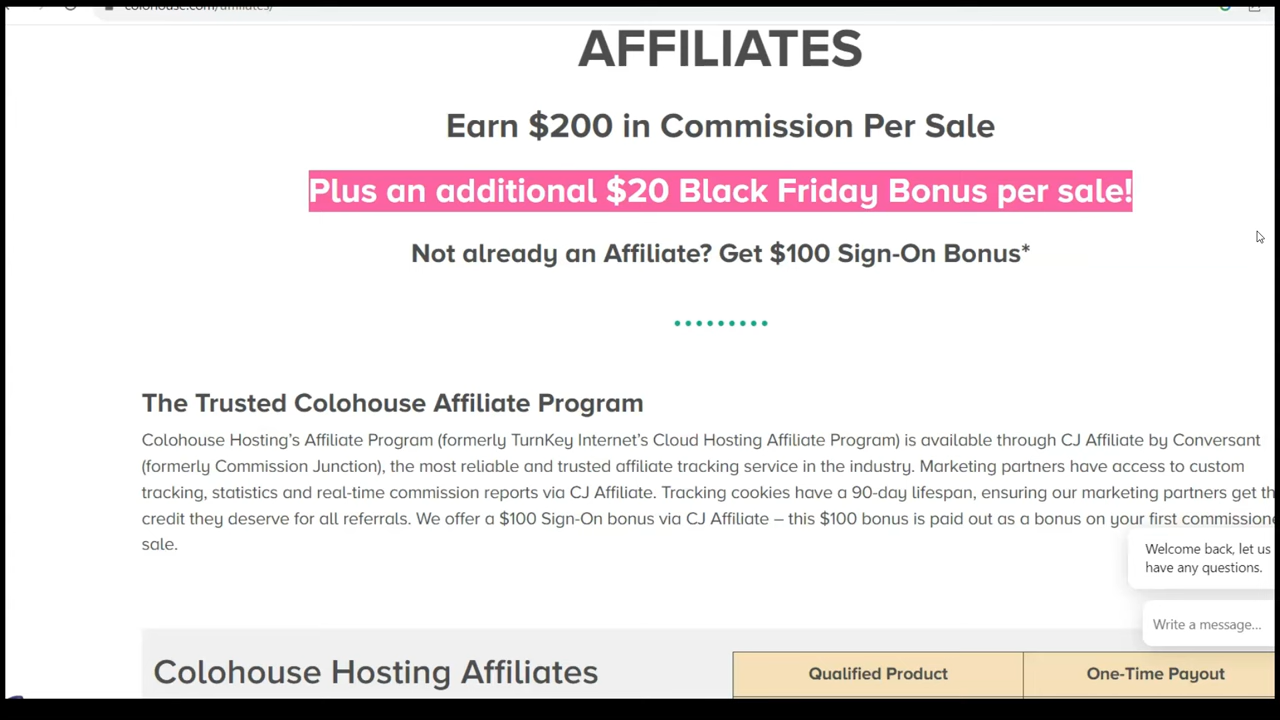 colohouse.com/affiliates/
AFFILIATES
Earn $200 in Commission Per Sale
Plus an additional $20 Black Friday Bonus per sale!
Not already an Affiliate? Get $100 Sign-On Bonus*
The Trusted Colohouse Affiliate Program
Colohouse Hosting's Affiliate Program (formerly TurnKey Internet's Cloud Hosting Affiliate Program) is available through CJ Affiliate by Conversant
(formerly Commission Junction), the most reliable and trusted affiliate tracking service in the industry. Marketing partners have access to custom
tracking, statistics and real-time commission reports via CJ Affiliate. Tracking cookies have a 90-day lifespan, ensuring our marketing partners get th
credit they deserve for all referrals. We offer a $100 Sign-On bonus via CJ Affiliate – this $100 bonus is paid out as a bonus on your first commission
sale.
Welcome back, let us
have any questions.
Write a message...
Colohouse Hosting Affiliates
Qualified Product
One-Time Payout